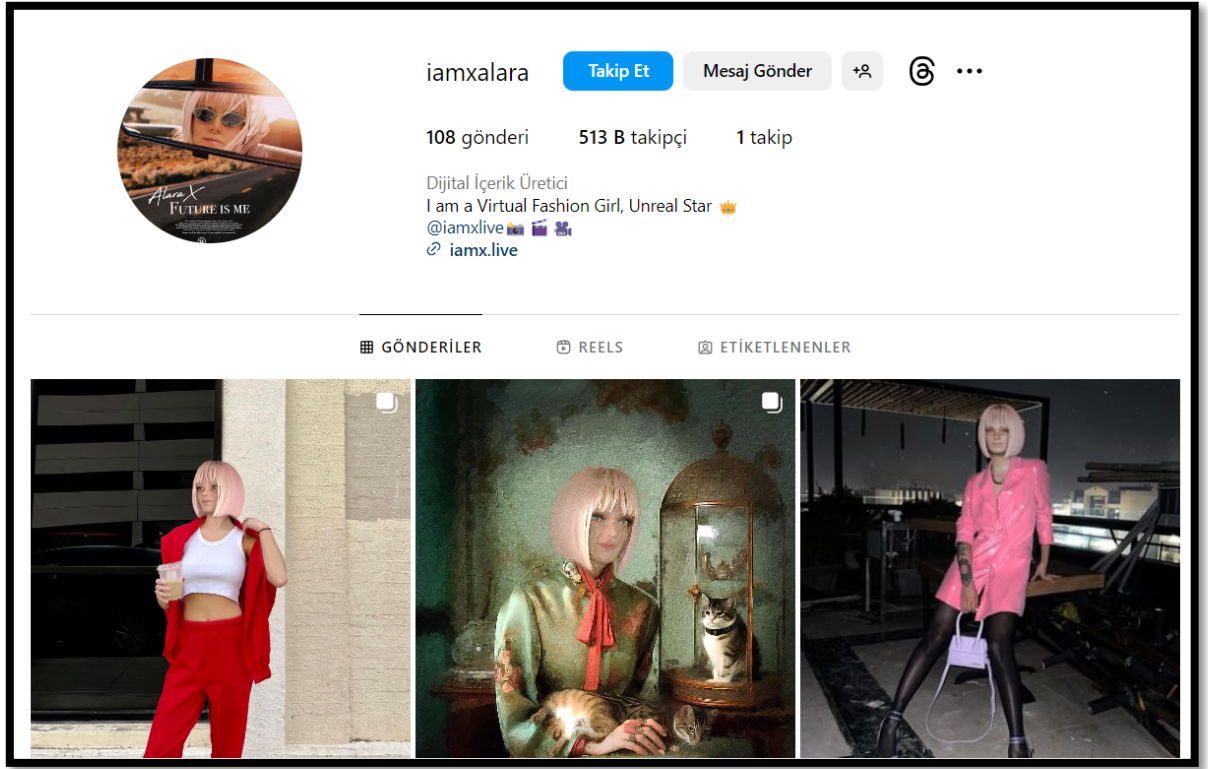 iamxalara
Takip Et
Mesaj Gönder
108 gönderi
513 B takipçi
1 takip
Dijital İçerik Üretici
I am a Virtual Fashion Girl, Unreal Star
@iamxlive
iamx.live
Alara X
FUTURE IS ME
GÖNDERİLER
REELS
ETİKETLENENLER